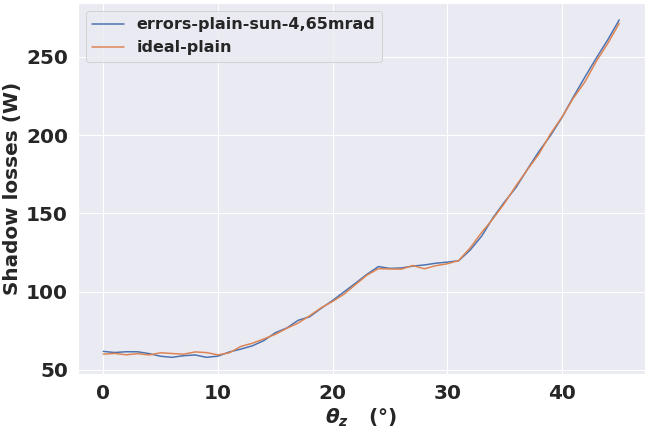 errors-plain-sun-4,65mrad
ideal-plain
Shadow losses (W)
250
200
150
100
50
0 10 20 30 40
θz (°)